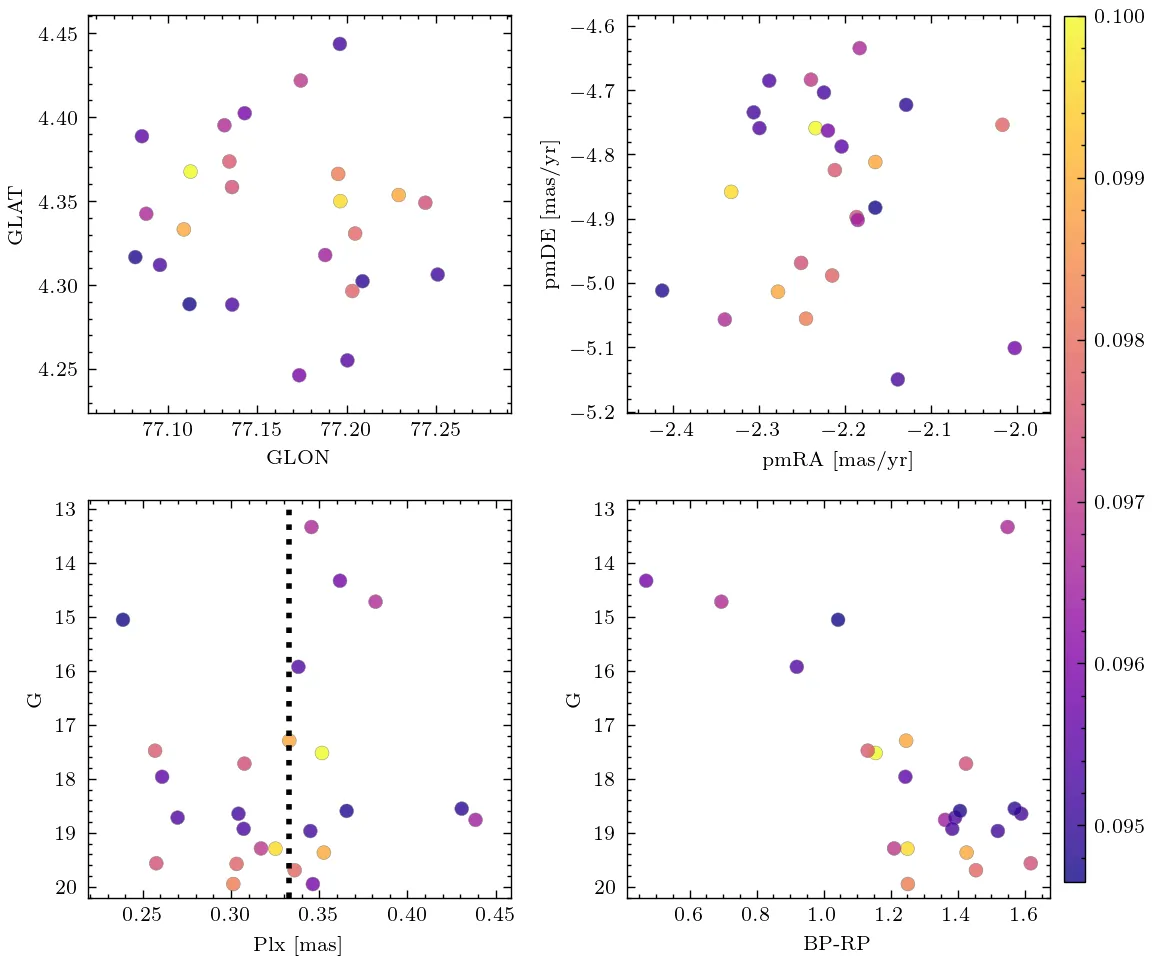 4.45
4.40
4.35
4.30
4.25
GLAT
77.10 77.15 77.20 77.25
GLON
−4.6
−4.7
−4.8
−4.9
−5.0
−5.1
−5.2
pmDE [mas/yr]
−2.4 −2.3 −2.2 −2.1 −2.0
pmRA [mas/yr]
13
14
15
16
17
18
19
20
G
0.25 0.30 0.35 0.40 0.45
Plx [mas]
13
14
15
16
17
18
19
20
G
0.6 0.8 1.0 1.2 1.4 1.6
BP-RP
0.100
0.099
0.098
0.097
0.096
0.095